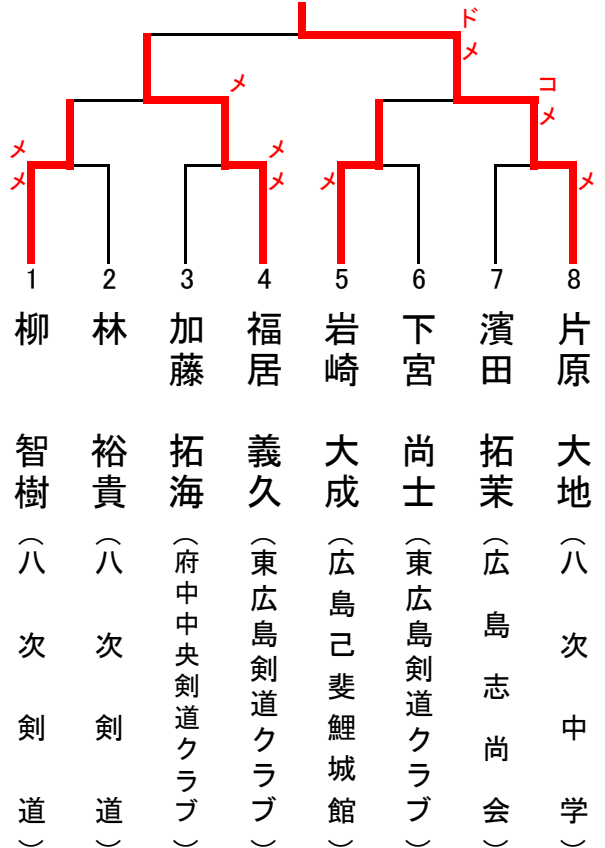 ド
メ
メ
コ
メ
メ
メ
メ
メ
メ
メ
1 2 3 4 5 6 7 8
柳 智樹（八次剣道）
林 裕貴（八次剣道）
加藤 拓海（府中中央剣道クラブ）
福居 義久（東広島剣道クラブ）
岩崎 大成（広島己斐鯉城館）
下宮 尚士（東広島剣道クラブ）
濱田 拓茉（広島志尚会）
片原 大地（八次中学）